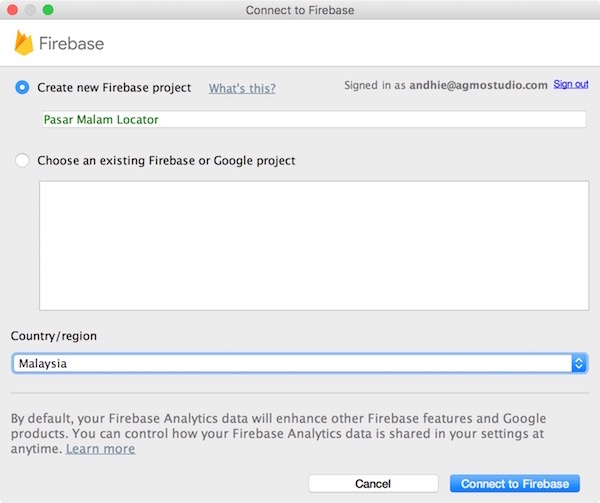 Connect to Firebase
Firebase
Create new Firebase project What's this? Signed in as andhie@agmostudio.com Sign out
Pasar Malam Locator
Choose an existing Firebase or Google project
Country/region
Malaysia
By default, your Firebase Analytics data will enhance other Firebase features and Google
products. You can control how your Firebase Analytics data is shared in your settings at
anytime. Learn more
Cancel Connect to Firebase